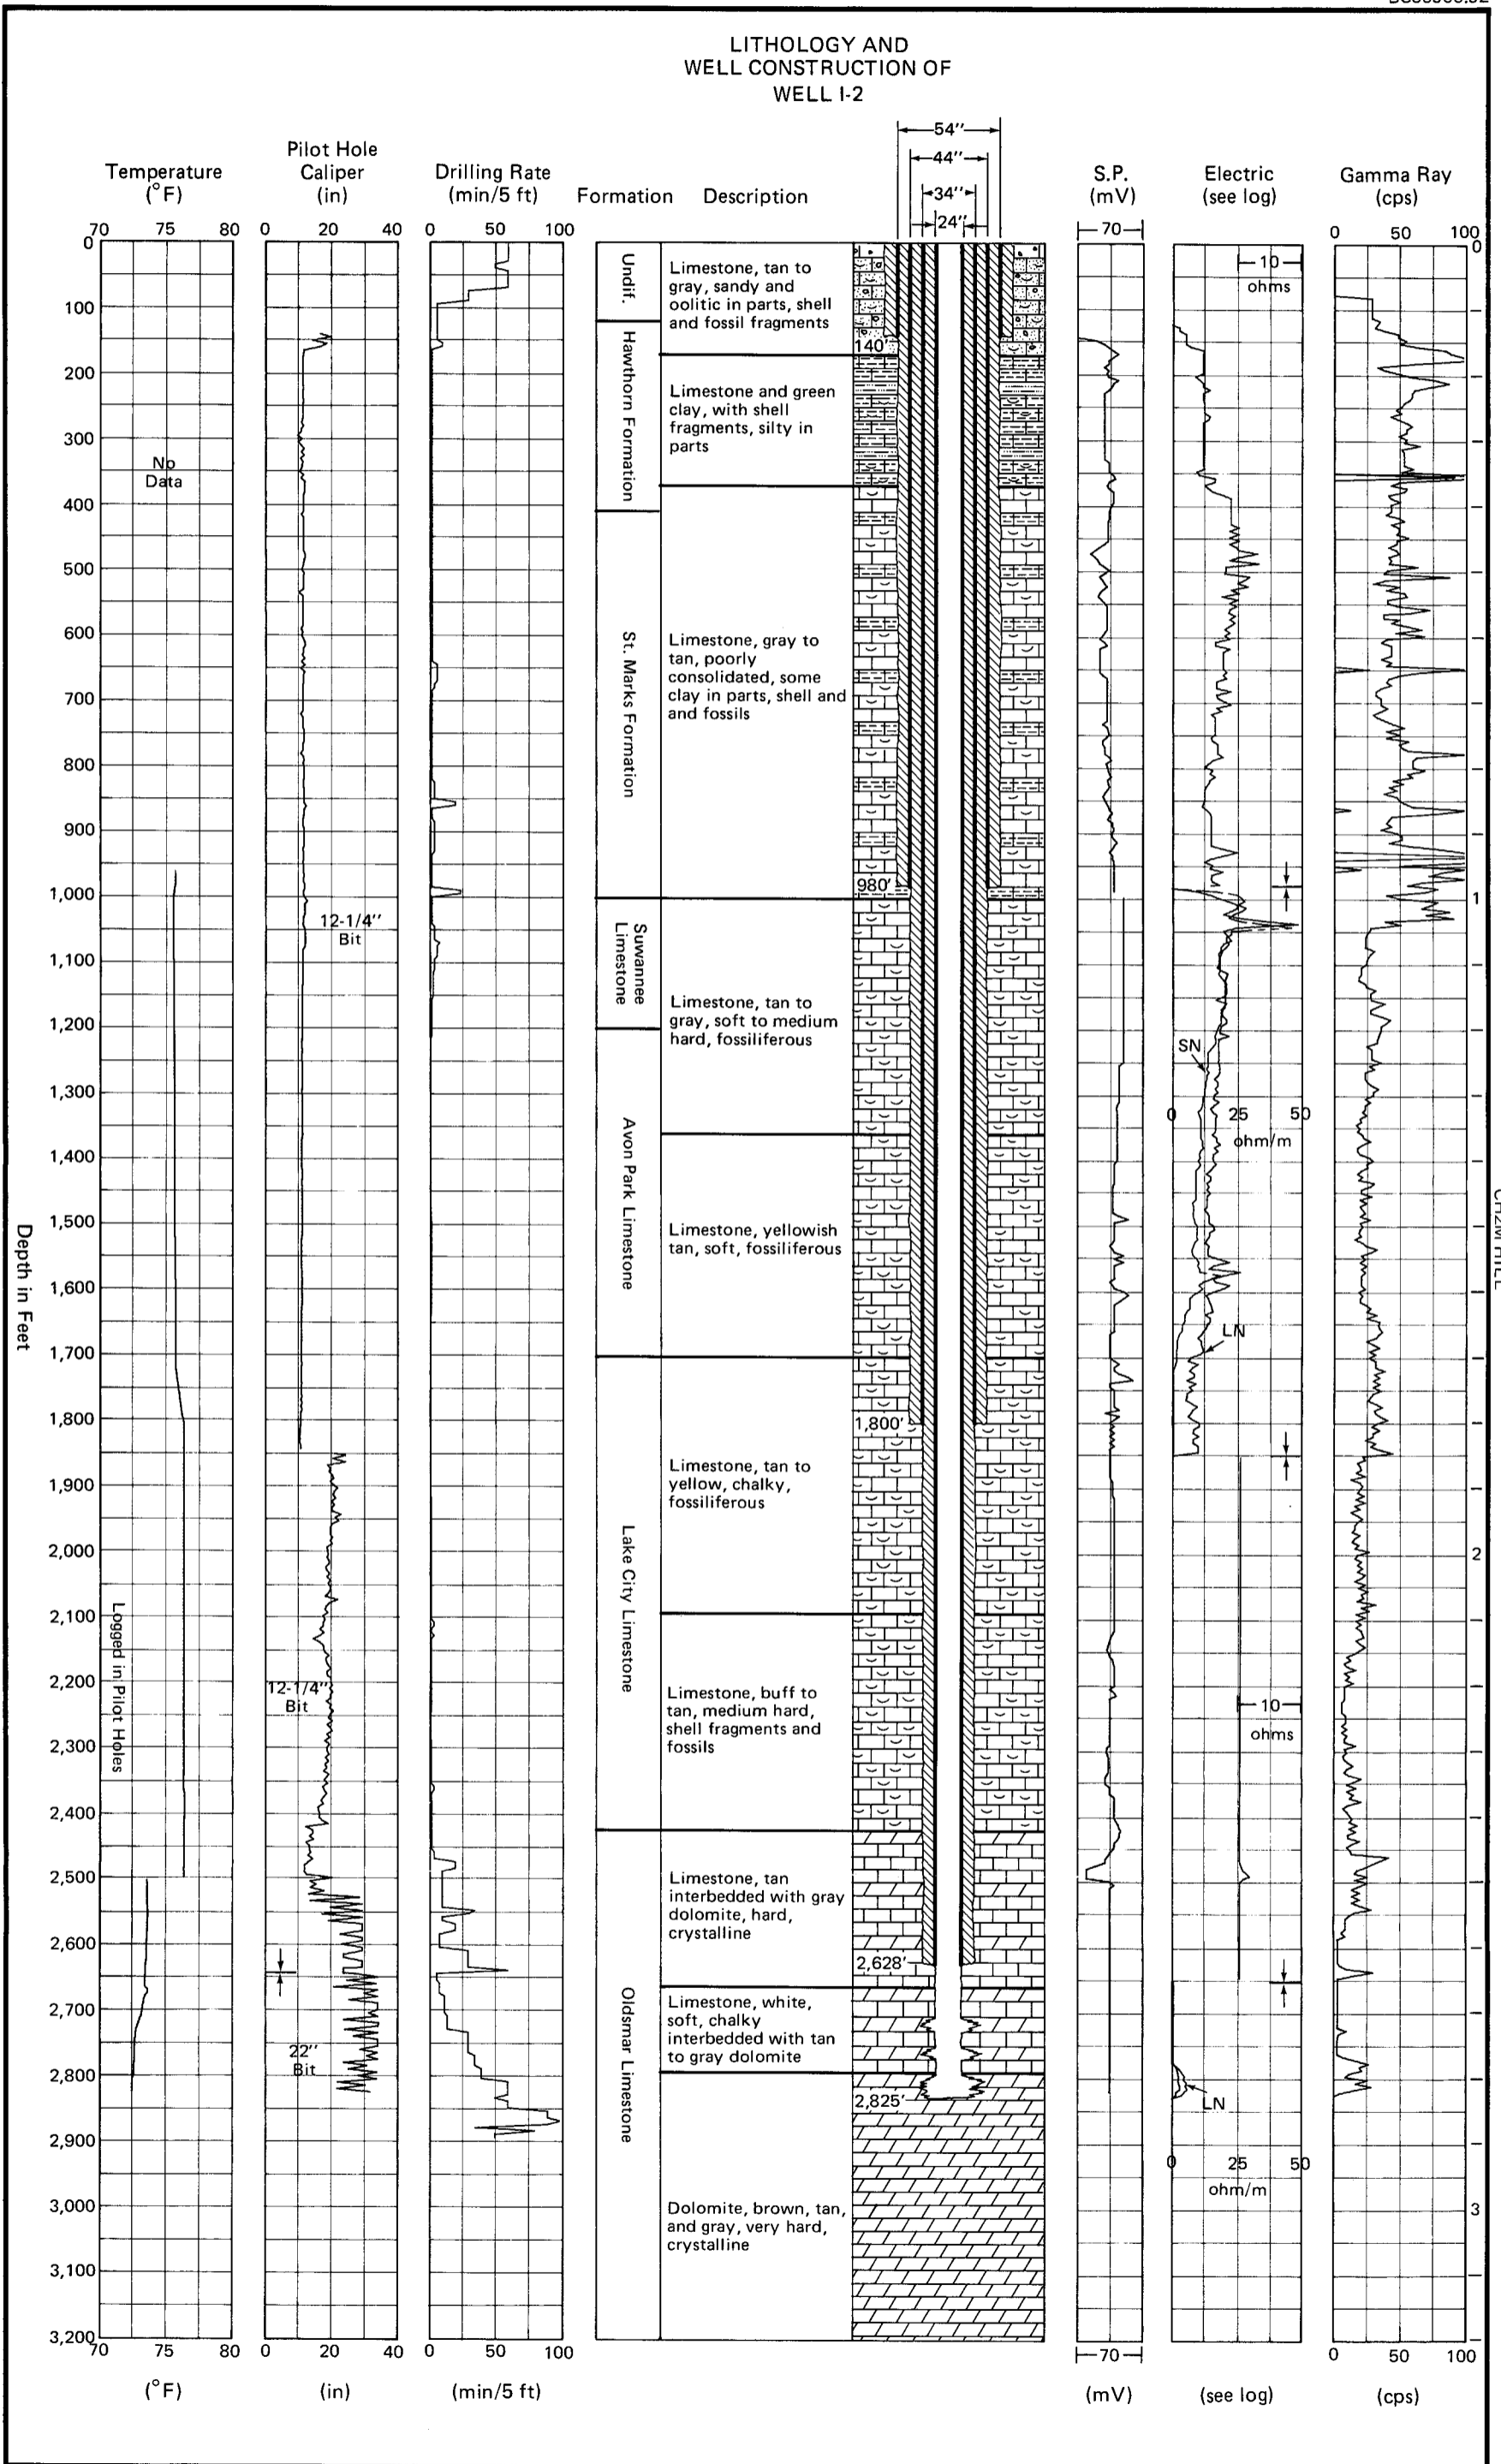 LITHOLOGY AND
WELL CONSTRUCTION OF
WELL I-2
54"
44"
34"
24"
Temperature
(°F)
Pilot Hole
Caliper
(in)
Drilling Rate
(min/5 ft)
Formation
Description
S.P.
(mV)
Electric
(see log)
Gamma Ray
(cps)
70 75 80
0 20 40
0 50 100
70
0 50 100
Depth in Feet
0
100
200
300
400
500
600
700
800
900
1,000
1,100
1,200
1,300
1,400
1,500
1,600
1,700
1,800
1,900
2,000
2,100
2,200
2,300
2,400
2,500
2,600
2,700
2,800
2,900
3,000
3,100
3,200
No
Data
Logged in Pilot Holes
12-1/4"
Bit
12-1/4"
Bit
22"
Bit
Undif.
Hawthorn Formation
St. Marks Formation
Suwannee
Limestone
Avon Park Limestone
Lake City Limestone
Oldsmar Limestone
Limestone, tan to
gray, sandy and
oolitic in parts, shell
and fossil fragments
Limestone and green
clay, with shell
fragments, silty in
parts
Limestone, gray to
tan, poorly
consolidated, some
clay in parts, shell and
and fossils
Limestone, tan to
gray, soft to medium
hard, fossiliferous
Limestone, yellowish
tan, soft, fossiliferous
Limestone, tan to
yellow, chalky,
fossiliferous
Limestone, buff to
tan, medium hard,
shell fragments and
fossils
Limestone, tan
interbedded with gray
dolomite, hard,
crystalline
Limestone, white,
soft, chalky
interbedded with tan
to gray dolomite
Dolomite, brown, tan,
and gray, very hard,
crystalline
140'
980'
1,800'
2,628'
2,825'
10
ohms
SN
0 25 50
ohm/m
LN
10
ohms
LN
0 25 50
ohm/m
0
1
2
3
70 75 80
0 20 40
0 50 100
70
0 50 100
(°F)
(in)
(min/5 ft)
(mV)
(see log)
(cps)